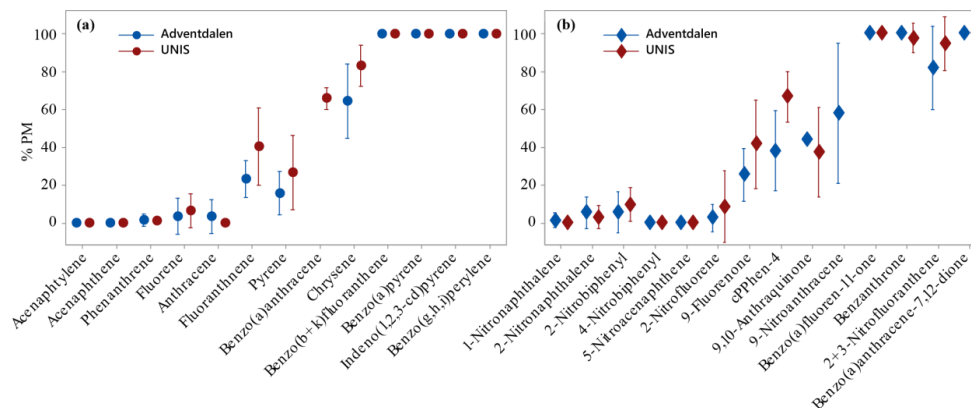 (a)
Adventdalen
UNIS
% PM
100
80
60
40
20
0
Acenaphtylene
Acenaphthene
Phenanthrene
Fluorene
Anthracene
Fluoranthene
Pyrene
Benzo(a)anthracene
Chrysene
Benzo(b+k)fluoranthene
Benzo(a)pyrene
Indeno(1,2,3-cd)pyrene
Benzo(g,h,i)perylene
(b)
Adventdalen
UNIS
100
80
60
40
20
0
1-Nitronaphthalene
2-Nitronaphthalene
2-Nitrobiphenyl
4-Nitrobiphenyl
5-Nitroacenaphthene
2-Nitrofluorene
9-Fluorenone
cPPhen-4
9,10-Anthraquinone
9-Nitroanthracene
Benzo(a)fluoren-11-one
Benzanthrone
2+3-Nitrofluoranthene
Benzo(a)anthracene-7,12-dione